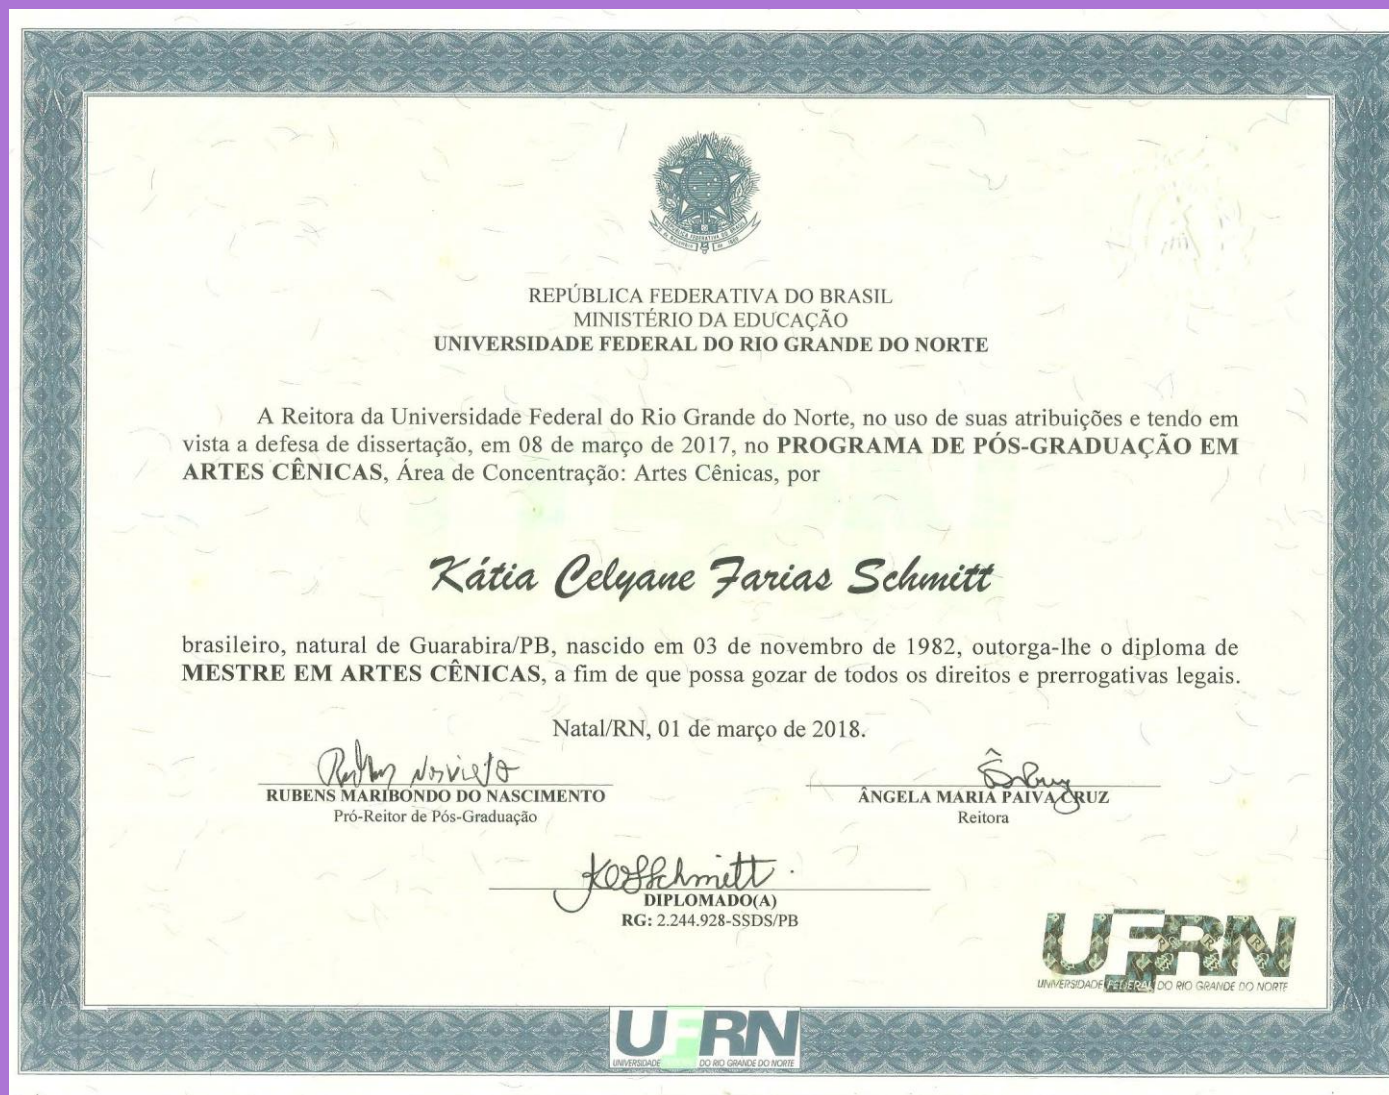 REPÚBLICA FEDERATIVA DO BRASIL
MINISTÉRIO DA EDUCAÇÃO
UNIVERSIDADE FEDERAL DO RIO GRANDE DO NORTE
A Reitora da Universidade Federal do Rio Grande do Norte, no uso de suas atribuições e tendo em
vista a defesa de dissertação, em 08 de março de 2017, no PROGRAMA DE PÓS-GRADUAÇÃO EM
ARTES CÊNICAS, Área de Concentração: Artes Cênicas, por
Kátia Celyane Farias Schmitt
brasileiro, natural de Guarabira/PB, nascido em 03 de novembro de 1982, outorga-lhe o diploma de
MESTRE EM ARTES CÊNICAS, a fim de que possa gozar de todos os direitos e prerrogativas legais.
Natal/RN, 01 de março de 2018.
RUBENS MARIBONDO DO NASCIMENTO
Pró-Reitor de Pós-Graduação
ÂNGELA MARIA PAIVA CRUZ
Reitora
KCFSchmitt
DIPLOMADO(A)
RG: 2.244.928-SSDS/PB
UFRN
UNIVERSIDADE FEDERAL DO RIO GRANDE DO NORTE
UFRN
UNIVERSIDADE DO RIO GRANDE DO NORTE